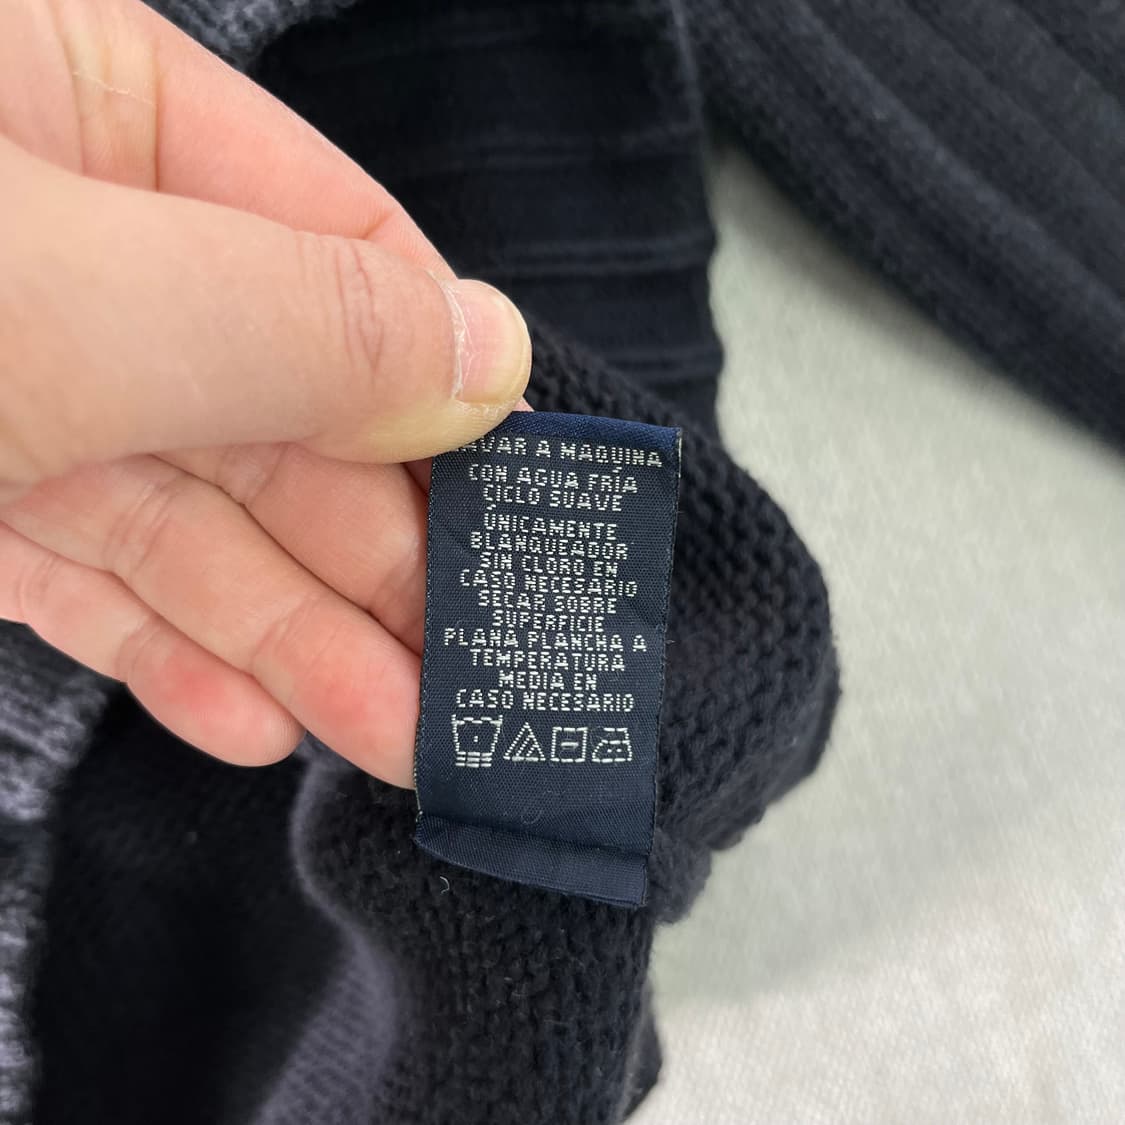 LAVAR A MAQUINA
CON AGUA FRÍA
CICLO SUAVE
ÚNICAMENTE
BLANQUEADOR
SIN CLORO EN
CASO NECESARIO
SECAR SOBRE
SUPERFICIE
PLANA PLANCHA A
TEMPERATURA
MEDIA EN
CASO NECESARIO